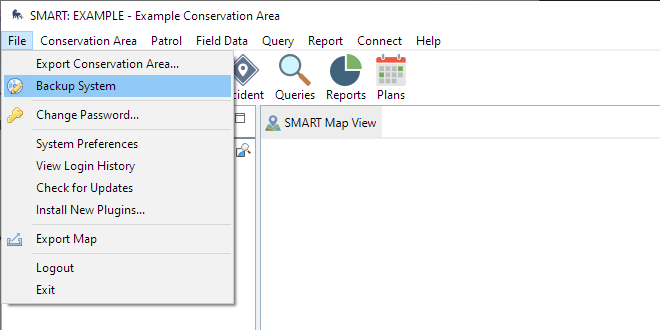 SMART: EXAMPLE - Example Conservation Area
File Conservation Area Patrol Field Data Query Report Connect Help
Export Conservation Area...
Backup System
Change Password...
System Preferences
View Login History
Check for Updates
Install New Plugins...
Export Map
Logout
Exit
cident Queries Reports Plans
SMART Map View